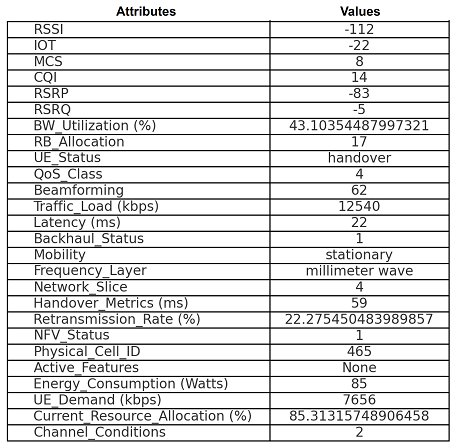 Attributes Values
RSSI -112
IOT -22
MCS 8
CQI 14
RSRP -83
RSRQ -5
BW_Utilization (%) 43.10354487997321
RB_Allocation 17
UE_Status handover
QoS_Class 4
Beamforming 62
Traffic_Load (kbps) 12540
Latency (ms) 22
Backhaul_Status 1
Mobility stationary
Frequency_Layer millimeter wave
Network_Slice 4
Handover_Metrics (ms) 59
Retransmission_Rate (%) 22.275450483989857
NFV_Status 1
Physical_Cell_ID 465
Active_Features None
Energy_Consumption (Watts) 85
UE_Demand (kbps) 7656
Current_Resource_Allocation (%) 85.31315748906458
Channel_Conditions 2